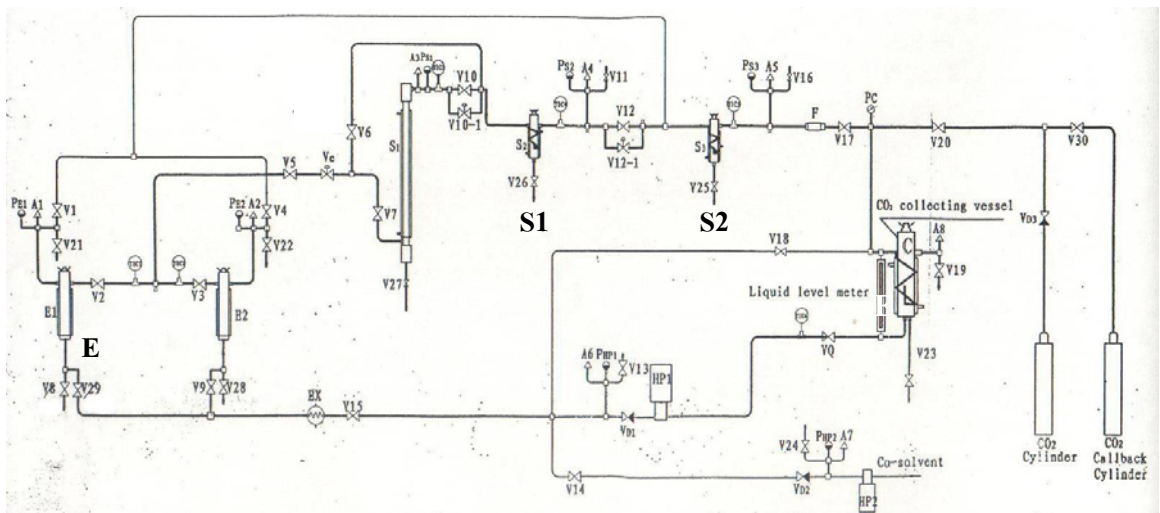 A3 PS1 V10
PS2 A4 V11
PS3 A5 V16
PC
V6 V10-1 V12 F V17 V20 V30
V12-1
V5 Vc S1 S2 S3
V26 V25
PE1 A1 V1 PE2 A2 V4 V7 S1 S2 CO₂ collecting vessel
VD3
V21 V22 V18 C A8
V19
V2 V3 V27 Liquid level meter
E1 E2
E VQ V23
A6 PHP1 V13
HP1
V8 V29 V9 V28
EX V15 VD1
V24 PHP2 A7
Co-solvent
V14 VD2 HP2
CO₂
Cylinder
CO₂
Callback
Cylinder